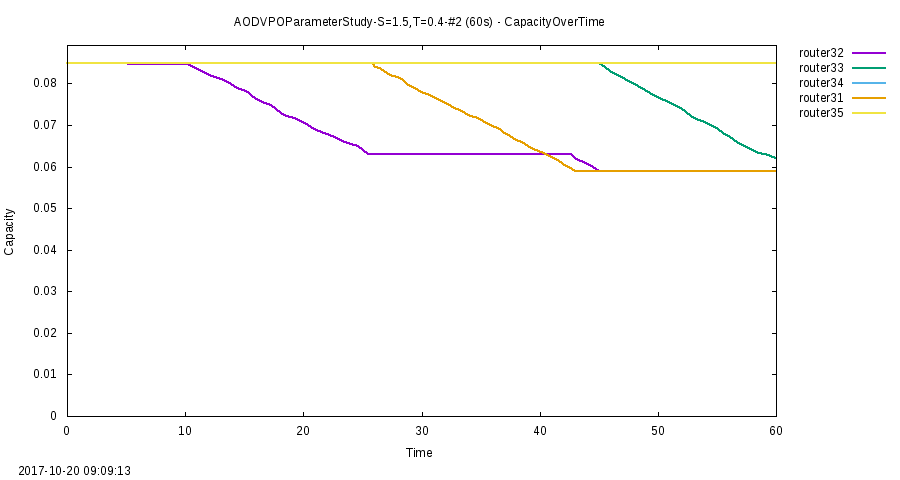 AODVPOParameterStudy-S=1.5,T=0.4-#2 (60s) - CapacityOverTime
router32
router33
router34
router31
router35
0.08
0.07
0.06
0.05
0.04
0.03
0.02
0.01
0
Capacity
0 10 20 30 40 50 60
Time
2017-10-20 09:09:13